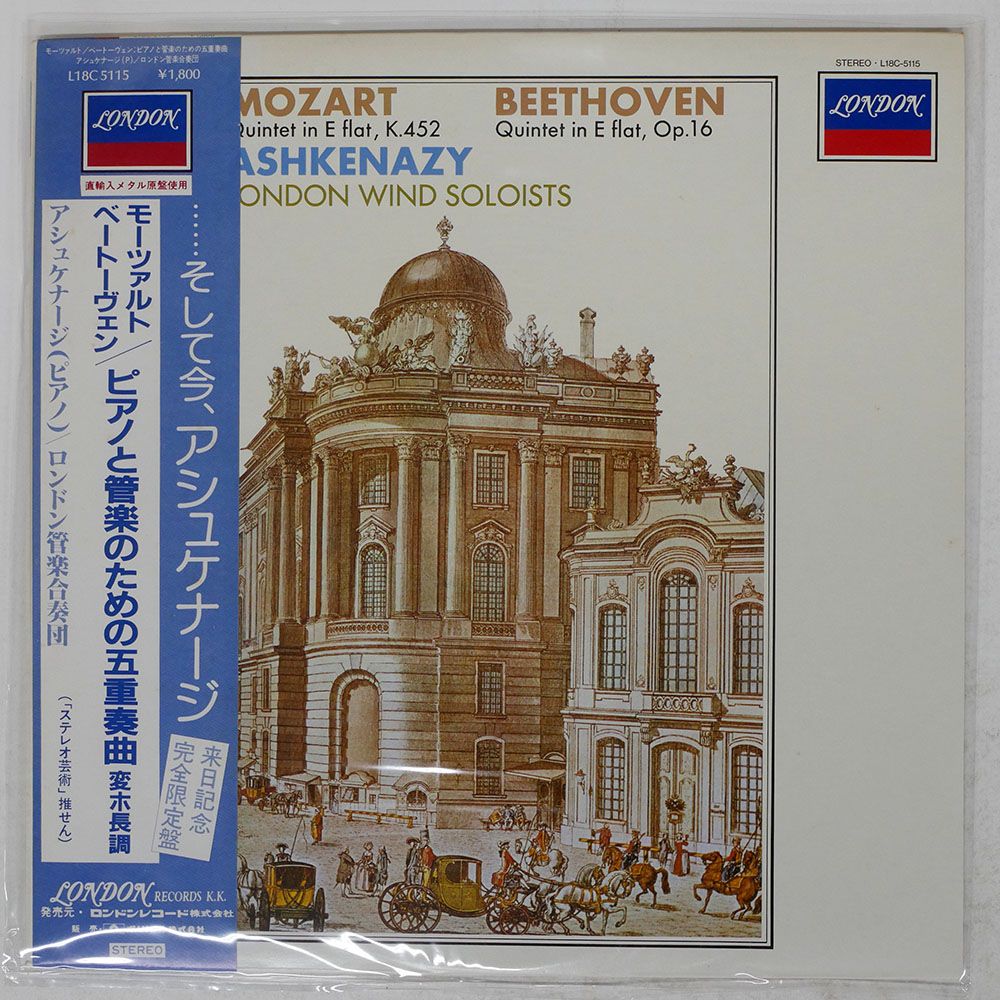 モーツァルト/ベートーヴェン:ピアノと管楽のための五重奏曲
アシュケナージ(P)/ロンドン管楽合奏団
L18C 5115 ¥1,800
LONDON
直輸入メタル原盤使用
……そして今、アシュケナージ
来日記念
完全限定盤
モーツァルト/
ベートーヴェン/ピアノと管楽のための五重奏曲 変ホ長調
アシュケナージ(ピアノ)/ロンドン管楽合奏団
(「ステレオ芸術」推せん)
LONDON RECORDS K.K.
発売元・ロンドンレコード株式会社
販売・ 株式会社
STEREO
STEREO・L18C-5115
LONDON
MOZART BEETHOVEN
Quintet in E flat, K.452 Quintet in E flat, Op.16
ASHKENAZY
ONDON WIND SOLOISTS